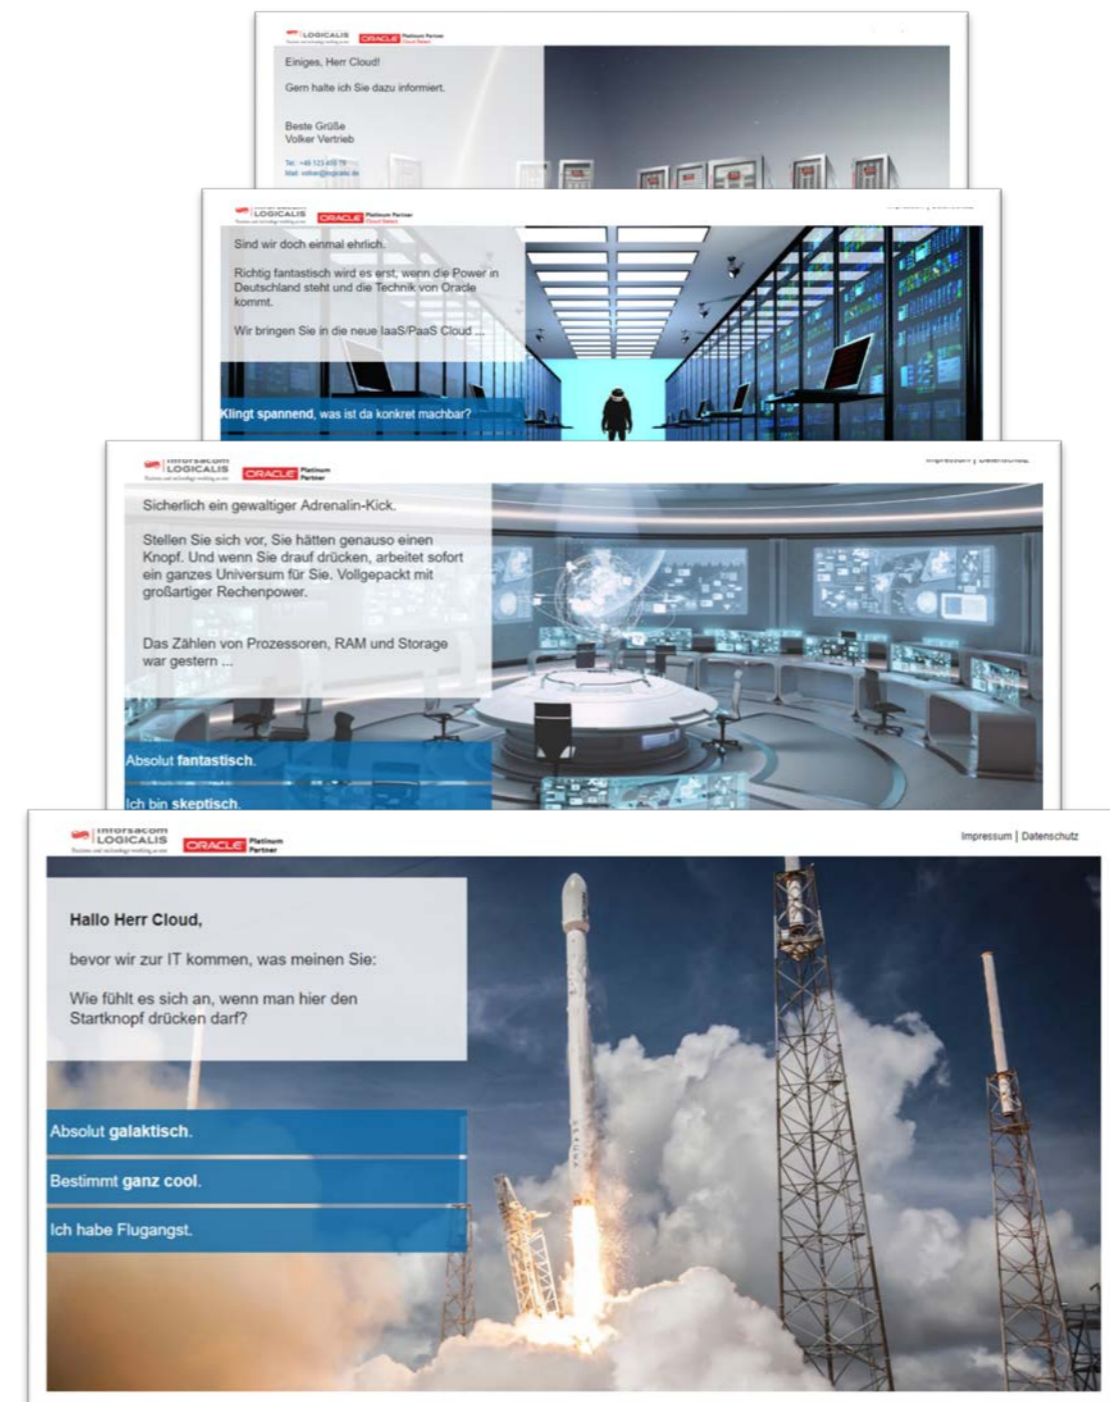 LOGICALIS
ORACLE Platinum Partner
Cloud Select
Einiges, Herr Cloud!
Gern halte ich Sie dazu informiert.
Beste Grüße
Volker Vertrieb
LOGICALIS
ORACLE Platinum Partner
Cloud Select
Sind wir doch einmal ehrlich.
Richtig fantastisch wird es erst, wenn die Power in
Deutschland steht und die Technik von Oracle
kommt.
Wir bringen Sie in die neue IaaS/PaaS Cloud ...
Klingt spannend, was ist da konkret machbar?
LOGICALIS
ORACLE Platinum
Partner
Impressum | Datenschutz
Sicherlich ein gewaltiger Adrenalin-Kick.
Stellen Sie sich vor, Sie hätten genauso einen
Knopf. Und wenn Sie drauf drücken, arbeitet sofort
ein ganzes Universum für Sie. Vollgepackt mit
großartiger Rechenpower.
Das Zählen von Prozessoren, RAM und Storage
war gestern ...
Absolut fantastisch.
Ich bin skeptisch.
inforsacom
LOGICALIS
ORACLE Platinum
Partner
Impressum | Datenschutz
Hallo Herr Cloud,
bevor wir zur IT kommen, was meinen Sie:
Wie fühlt es sich an, wenn man hier den
Startknopf drücken darf?
Absolut galaktisch.
Bestimmt ganz cool.
Ich habe Flugangst.